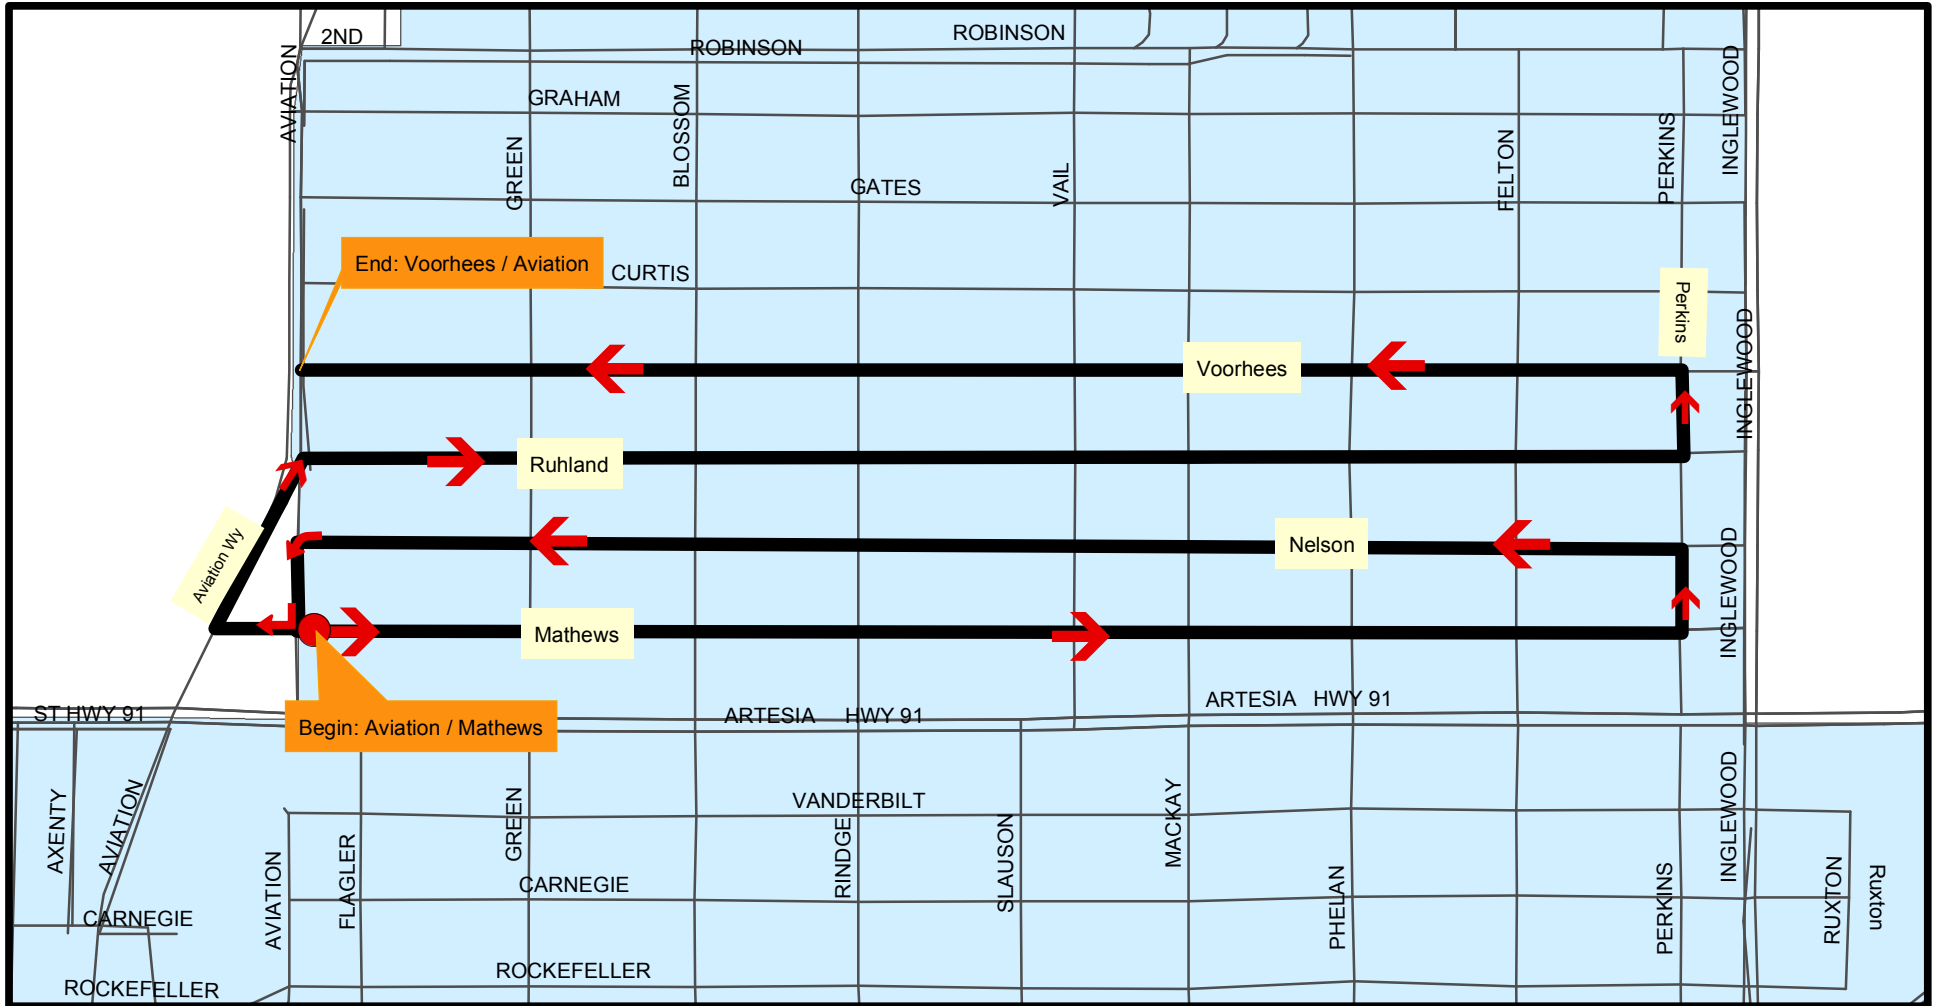 2ND
ROBINSON
ROBINSON
AVIATION
GRAHAM
GREEN
BLOSSOM
VAIL
FELTON
PERKINS
INGLEWOOD
GATES
End: Voorhees / Aviation
CURTIS
Perkins
INGLEWOOD
Voorhees
Ruhland
Aviation Wy
Nelson
INGLEWOOD
Mathews
ST HWY 91
Begin: Aviation / Mathews
ARTESIA HWY 91
ARTESIA HWY 91
AXENTY
AVIATION
AVIATION
FLAGLER
GREEN
VANDERBILT
RINDGE
SLAUSON
MACKAY
PHELAN
PERKINS
INGLEWOOD
RUXTON
Ruxton
CARNEGIE
CARNEGIE
ROCKEFELLER
ROCKEFELLER